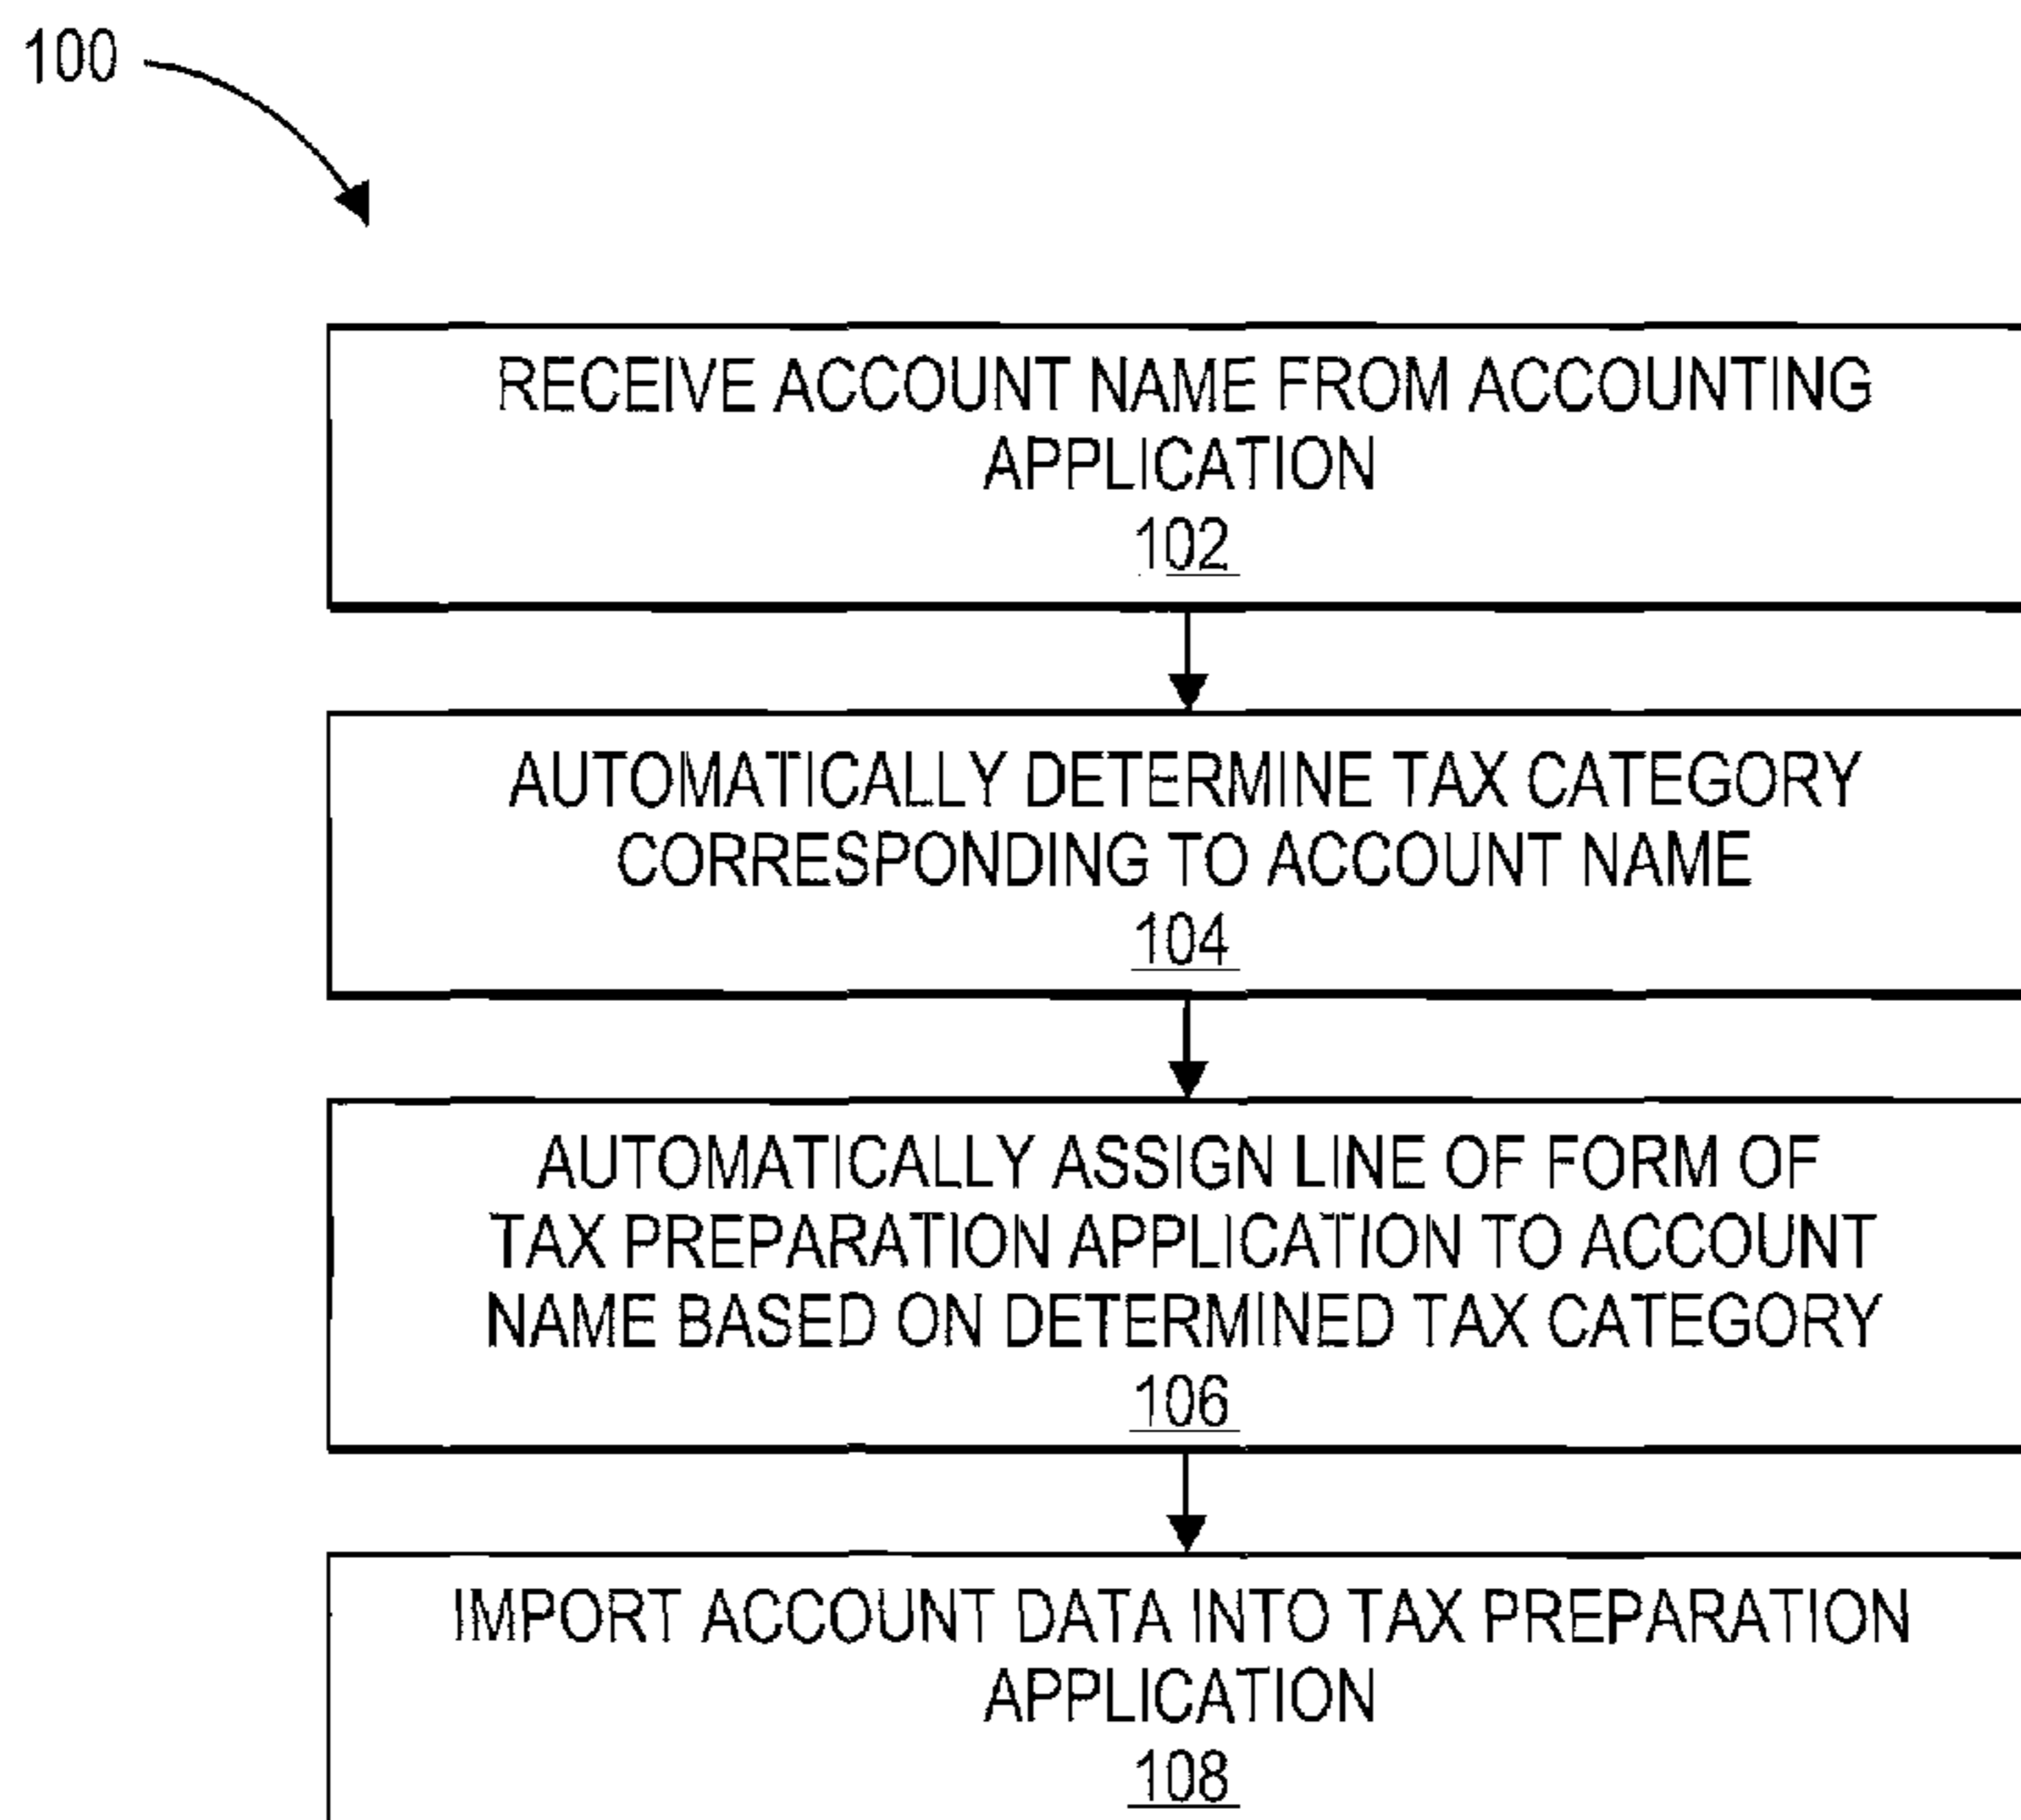 100
RECEIVE ACCOUNT NAME FROM ACCOUNTING
APPLICATION
102
AUTOMATICALLY DETERMINE TAX CATEGORY
CORRESPONDING TO ACCOUNT NAME
104
AUTOMATICALLY ASSIGN LINE OF FORM OF
TAX PREPARATION APPLICATION TO ACCOUNT
NAME BASED ON DETERMINED TAX CATEGORY
106
IMPORT ACCOUNT DATA INTO TAX PREPARATION
APPLICATION
108